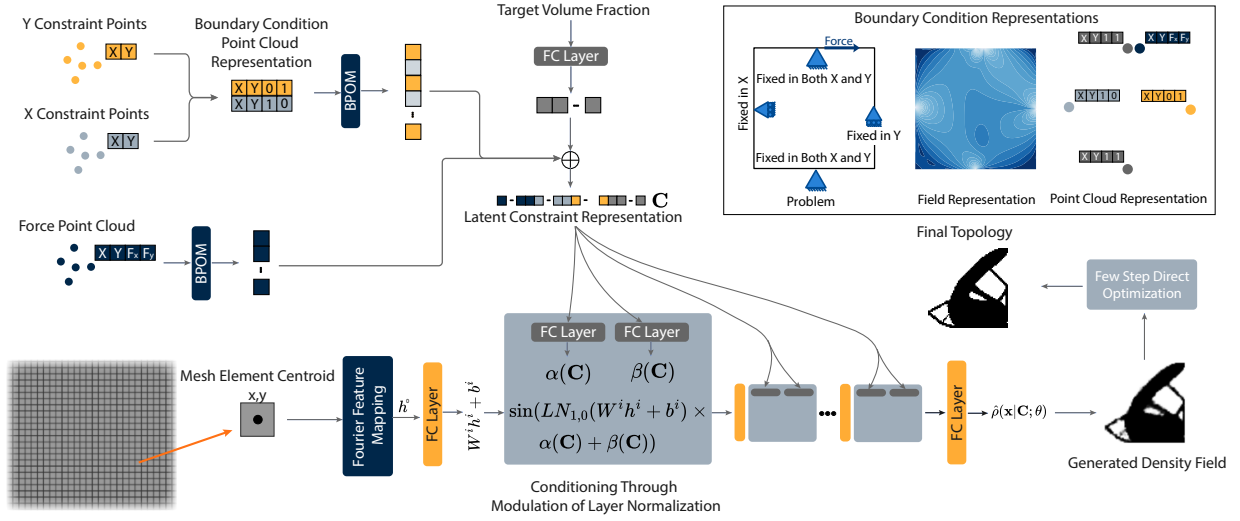 Y Constraint Points
X Y
X Constraint Points
X Y
Boundary Condition
Point Cloud
Representation
X Y 0 1
X Y 1 0
BPOM
Target Volume Fraction
FC Layer
C
Latent Constraint Representation
Force Point Cloud
X Y Fx Fy
BPOM
Boundary Condition Representations
Force
Fixed in Both X and Y
Fixed in X
Fixed in Y
Fixed in Both X and Y
Problem
Field Representation
X Y 1 1
X Y Fx Fy
X Y 1 0
X Y 0 1
X Y 1 1
Point Cloud Representation
Final Topology
Few Step Direct
Optimization
Mesh Element Centroid
x,y
Fourier Feature
Mapping
h°
FC Layer
W^i h^i + b^i
FC Layer
FC Layer
α(C)
β(C)
sin(LN_{1,0}(W^i h^i + b^i) ×
α(C) + β(C))
Conditioning Through
Modulation of Layer Normalization
FC Layer
ρ̂(x|C; θ)
Generated Density Field